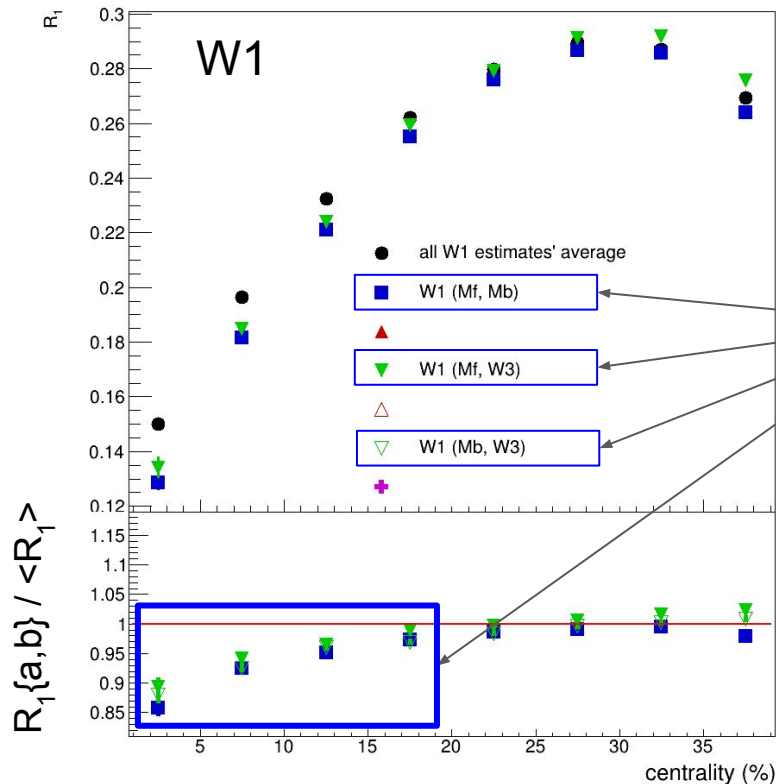 R₁
W1
0.3
0.28
0.26
0.24
0.22
0.2
0.18
0.16
0.14
0.12
all W1 estimates' average
W1 (Mf, Mb)
W1 (Mf, W3)
W1 (Mb, W3)
R₁{a,b} / <R₁>
1.15
1.1
1.05
1
0.95
0.9
0.85
5 10 15 20 25 30 35
centrality (%)